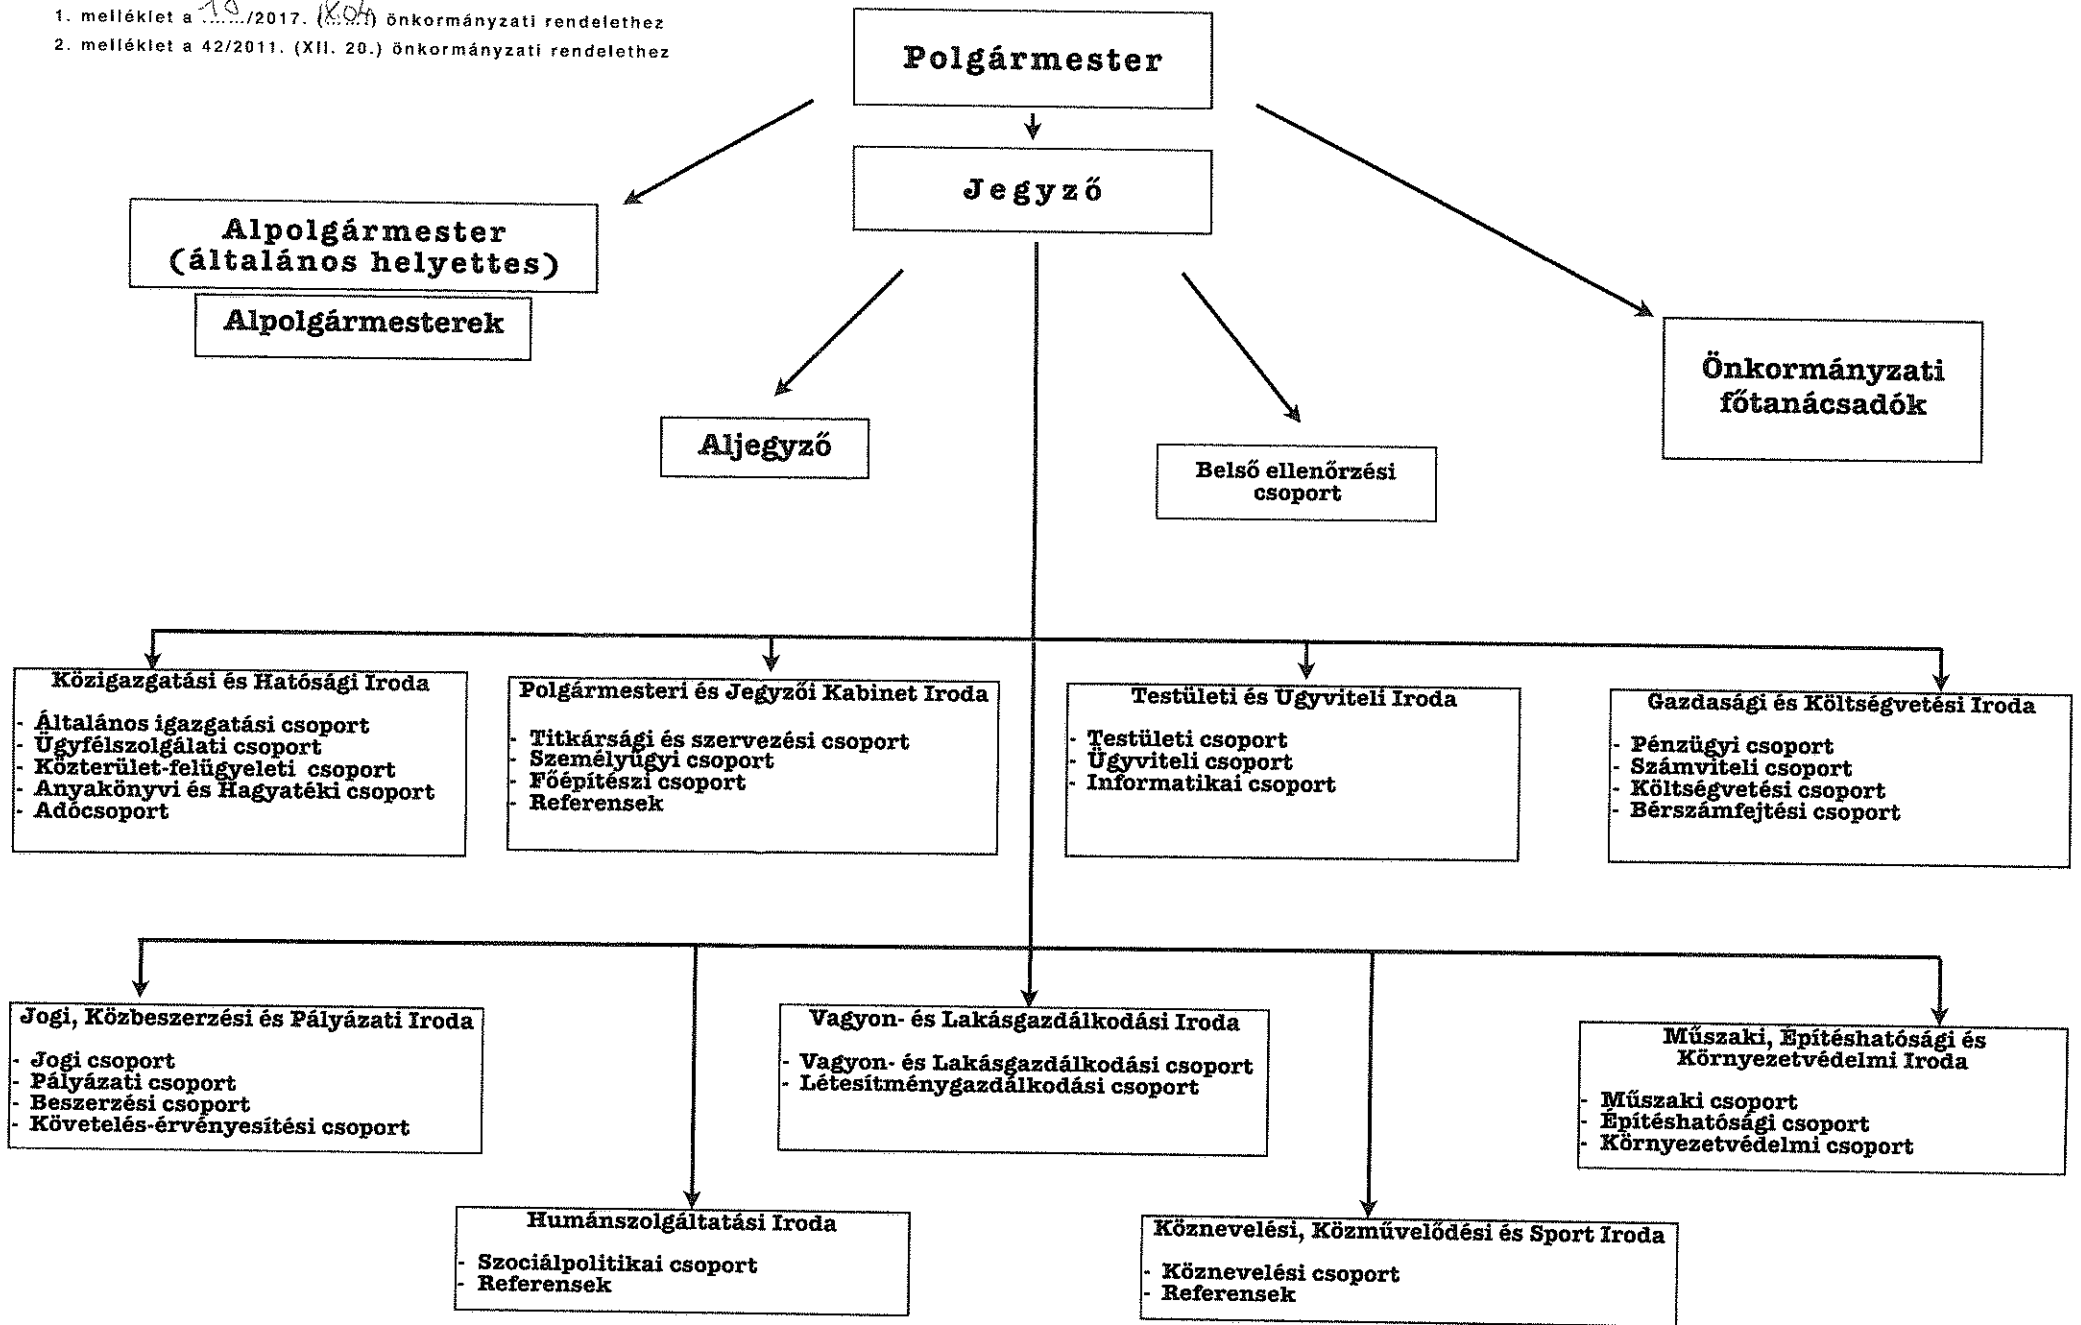 1. melléklet a ......./2017. (......) önkormányzati rendelethez
2. melléklet a 42/2011. (XII. 20.) önkormányzati rendelethez
Polgármester
Jegyző
Alpolgármester
(általános helyettes)
Alpolgármesterek
Önkormányzati
főtanácsadók
Aljegyző
Belső ellenőrzési
csoport
Közigazgatási és Hatósági Iroda
- Általános igazgatási csoport
- Ügyfélszolgálati csoport
- Közterület-felügyeleti csoport
- Anyakönyvi és Hagyatéki csoport
- Adócsoport
Polgármesteri és Jegyzői Kabinet Iroda
- Titkársági és szervezési csoport
- Személyügyi csoport
- Főépítészi csoport
- Referensek
Testületi és Ügyviteli Iroda
- Testületi csoport
- Ügyviteli csoport
- Informatikai csoport
Gazdasági és Költségvetési Iroda
- Pénzügyi csoport
- Számviteli csoport
- Költségvetési csoport
- Bérszámfejtési csoport
Jogi, Közbeszerzési és Pályázati Iroda
- Jogi csoport
- Pályázati csoport
- Beszerzési csoport
- Követelés-érvényesítési csoport
Vagyon- és Lakásgazdálkodási Iroda
- Vagyon- és Lakásgazdálkodási csoport
- Létesítménygazdálkodási csoport
Műszaki, Építéshatósági és
Környezetvédelmi Iroda
- Műszaki csoport
- Építéshatósági csoport
- Környezetvédelmi csoport
Humánszolgáltatási Iroda
- Szociálpolitikai csoport
- Referensek
Köznevelési, Közművelődési és Sport Iroda
- Köznevelési csoport
- Referensek